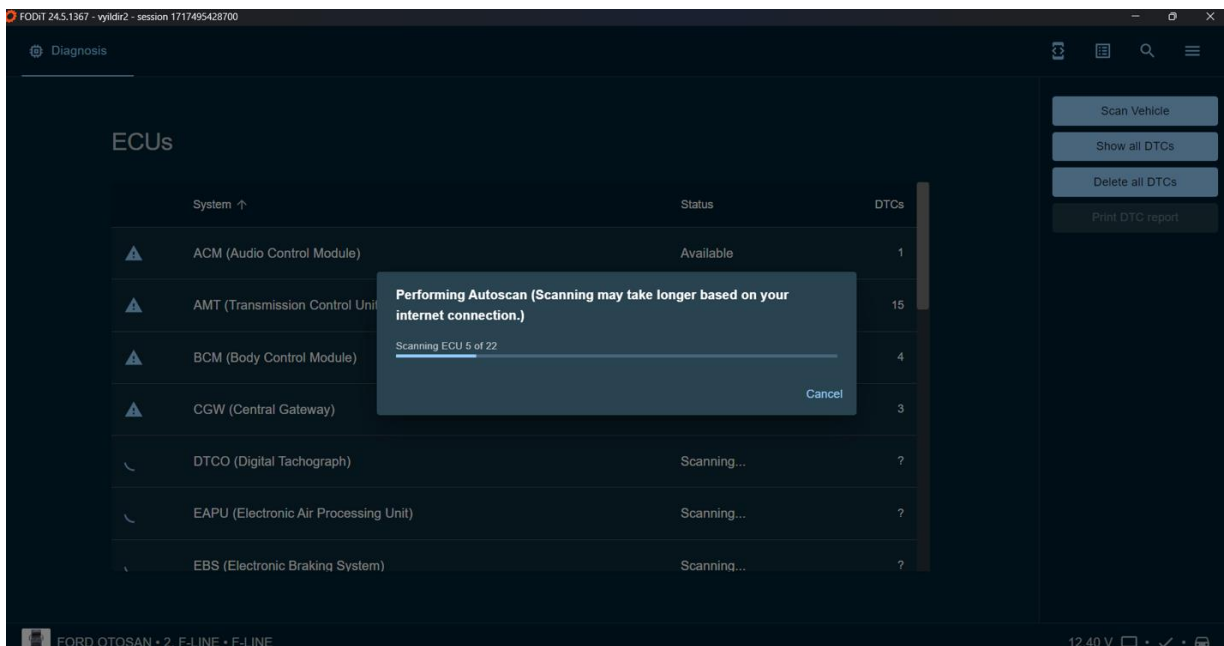 FODiT 24.5.1367 - vyildir2 - session 1717495428700
Diagnosis
Scan Vehicle
ECUs
Show all DTCs
Delete all DTCs
System ↑ Status DTCs
Print DTC report
ACM (Audio Control Module) Available 1
Performing Autoscan (Scanning may take longer based on your
internet connection.)
AMT (Transmission Control Unit 15
Scanning ECU 5 of 22
BCM (Body Control Module) 4
Cancel
CGW (Central Gateway) 3
DTCO (Digital Tachograph) Scanning... ?
EAPU (Electronic Air Processing Unit) Scanning... ?
EBS (Electronic Braking System) Scanning... ?
FORD OTOSAN • 2. F-LINE • F-LINE 12.40 V